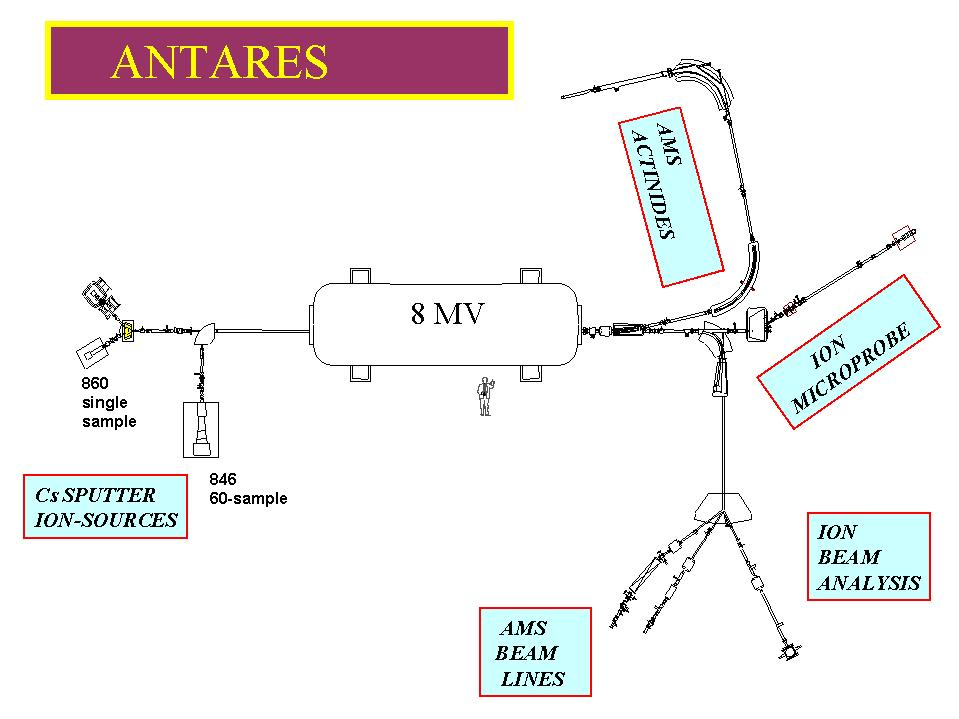 ANTARES
AMS
ACTINIDES
8 MV
ION
MICROPROBE
860
single
sample
846
60-sample
Cs SPUTTER
ION-SOURCES
ION
BEAM
ANALYSIS
AMS
BEAM
LINES